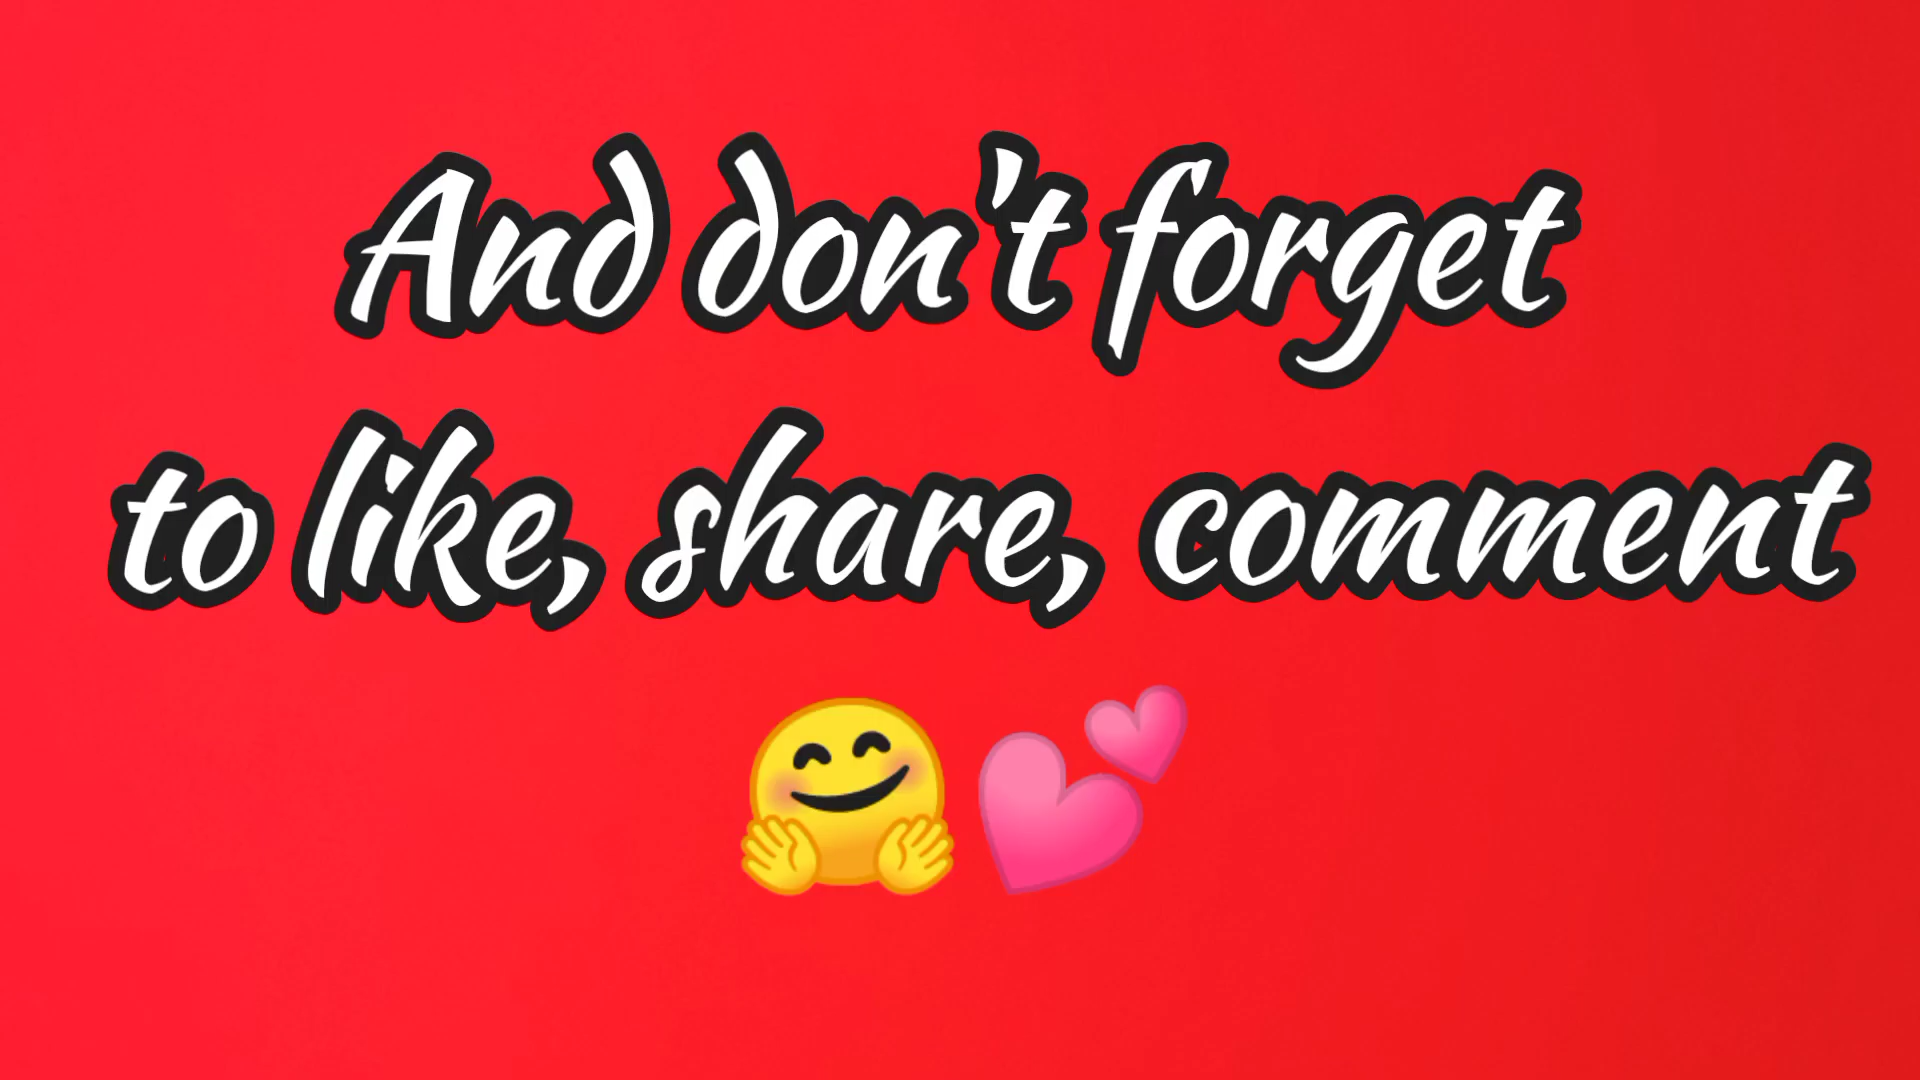 And don't forget
to like, share, comment
🤗💕